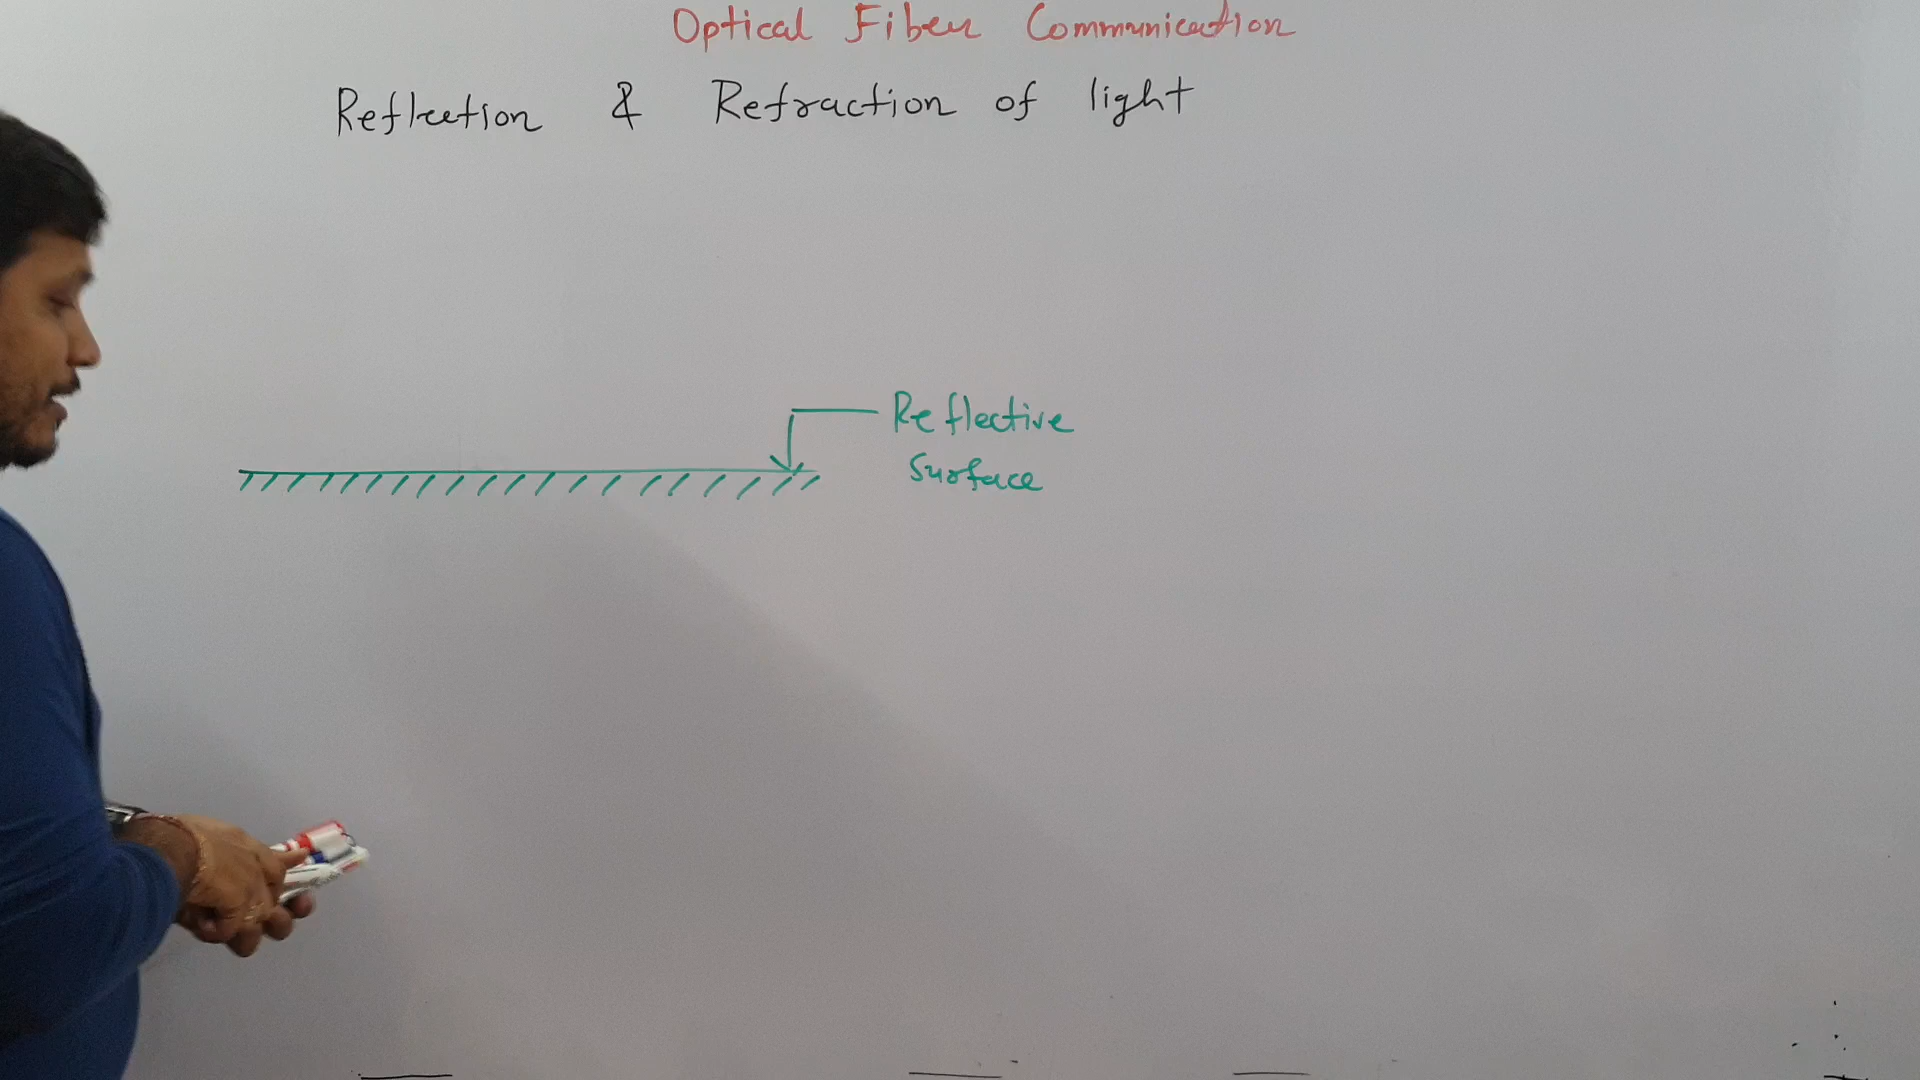 Optical Fiber Communication
Reflection & Refraction of light
Reflective
Surface